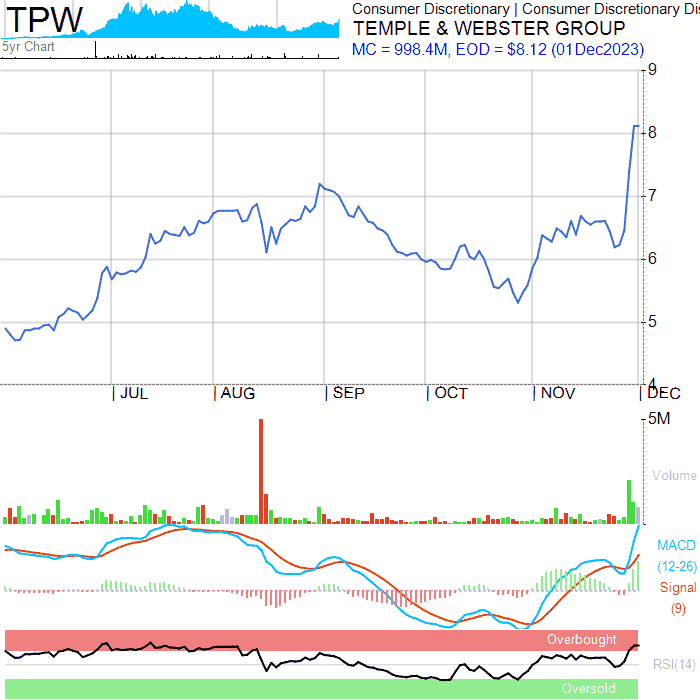 TPW
5yr Chart
Consumer Discretionary | Consumer Discretionary Dis
TEMPLE & WEBSTER GROUP
MC = 998.4M, EOD = $8.12 (01Dec2023)
9
8
7
6
5
4
JUL AUG SEP OCT NOV DEC
5M
Volume
MACD
(12-26)
Signal
(9)
Overbought
RSI(14)
Oversold